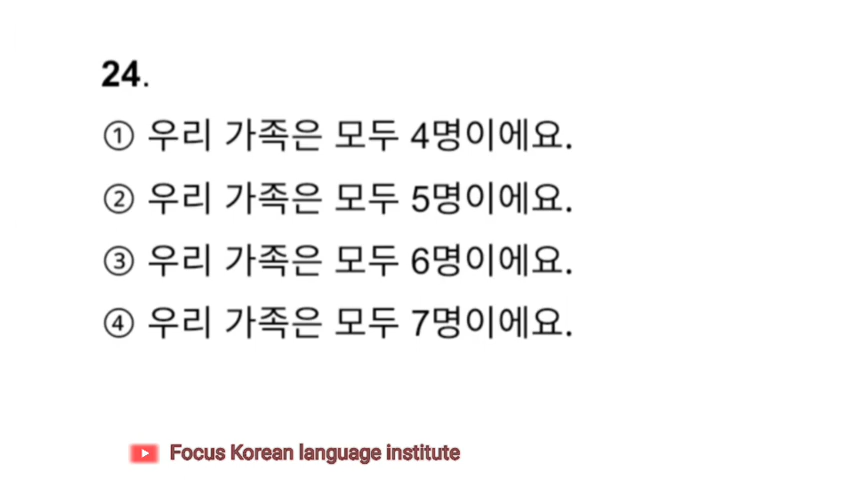 24.
① 우리 가족은 모두 4명이에요.
② 우리 가족은 모두 5명이에요.
③ 우리 가족은 모두 6명이에요.
④ 우리 가족은 모두 7명이에요.
Focus Korean language institute